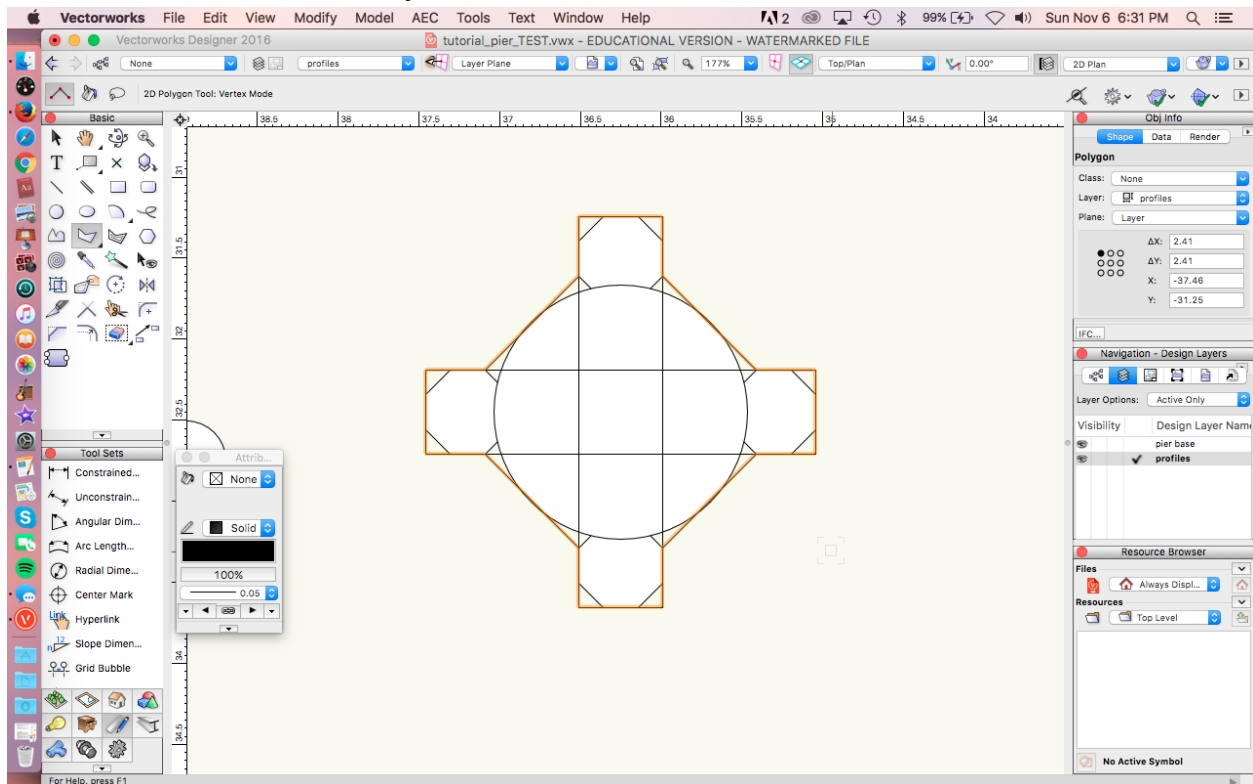 Vectorworks File Edit View Modify Model AEC Tools Text Window Help 2 99% Sun Nov 6 6:31 PM
Vectorworks Designer 2016 tutorial_pier_TEST.vwx - EDUCATIONAL VERSION - WATERMARKED FILE
None profiles Layer Plane 177% Top/Plan 0.00° 2D Plan
2D Polygon Tool: Vertex Mode
Basic
38.5 38 37.5 37 36.5 36 35.5 35 34.5 34
31
31.5
32
32.5
34
34.5
Tool Sets
Constrained...
Unconstrain...
Angular Dim...
Arc Length...
Radial Dime...
Center Mark
Link Hyperlink
12 n Slope Dimen...
Grid Bubble
For Help, press F1
Attrib...
None
Solid
100%
0.05
Obj Info
Shape Data Render
Polygon
Class: None
Layer: profiles
Plane: Layer
ΔX: 2.41
ΔY: 2.41
X: -37.46
Y: -31.25
IFC...
Navigation - Design Layers
Layer Options: Active Only
Visibility Design Layer Nam
pier base
profiles
Resource Browser
Files
Always Displ...
Resources
Top Level
No Active Symbol